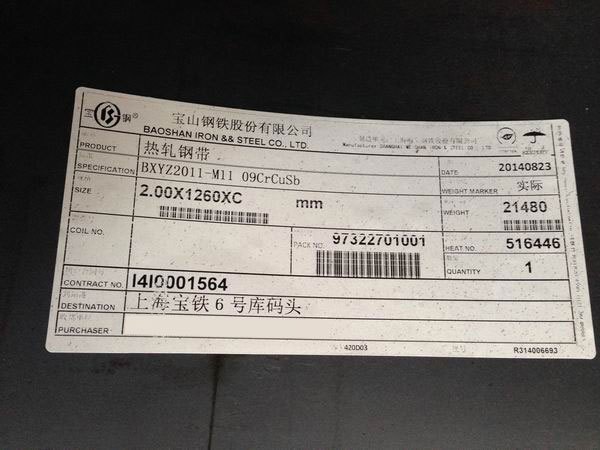 宝钢®
宝山钢铁股份有限公司
BAOSHAN IRON && STEEL CO., LTD.
PRODUCT 热轧钢带
DATE: 20140823
SPECIFICATION BXYZ2011-M11 09CrCuSb
WEIGHT MARKER 实际
SIZE 2.00X1260XC mm
WEIGHT 21480
COIL NO.
PACK NO. 97322701001
HEAT NO. 516446
QUANTITY 1
CONTRACT NO. I4I0001564
DESTINATION 上海宝铁6号库码头
PURCHASER
420D03
R314006693